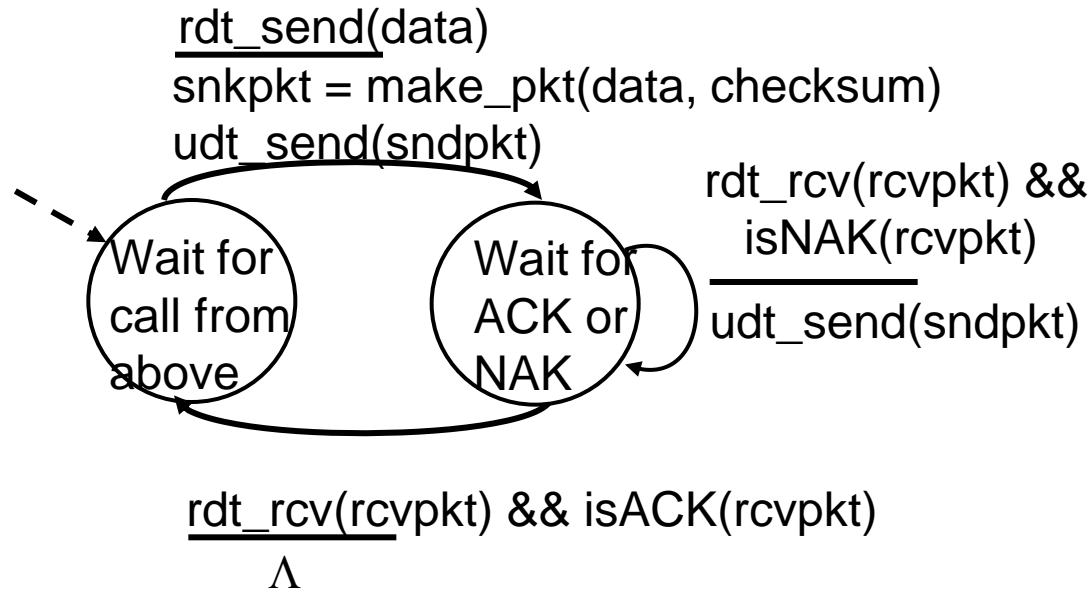 rdt_send(data)
snkpkt = make_pkt(data, checksum)
udt_send(sndpkt)
rdt_rcv(rcvpkt) &&
isNAK(rcvpkt)
udt_send(sndpkt)
Wait for
call from
above
Wait for
ACK or
NAK
rdt_rcv(rcvpkt) && isACK(rcvpkt)
Λ